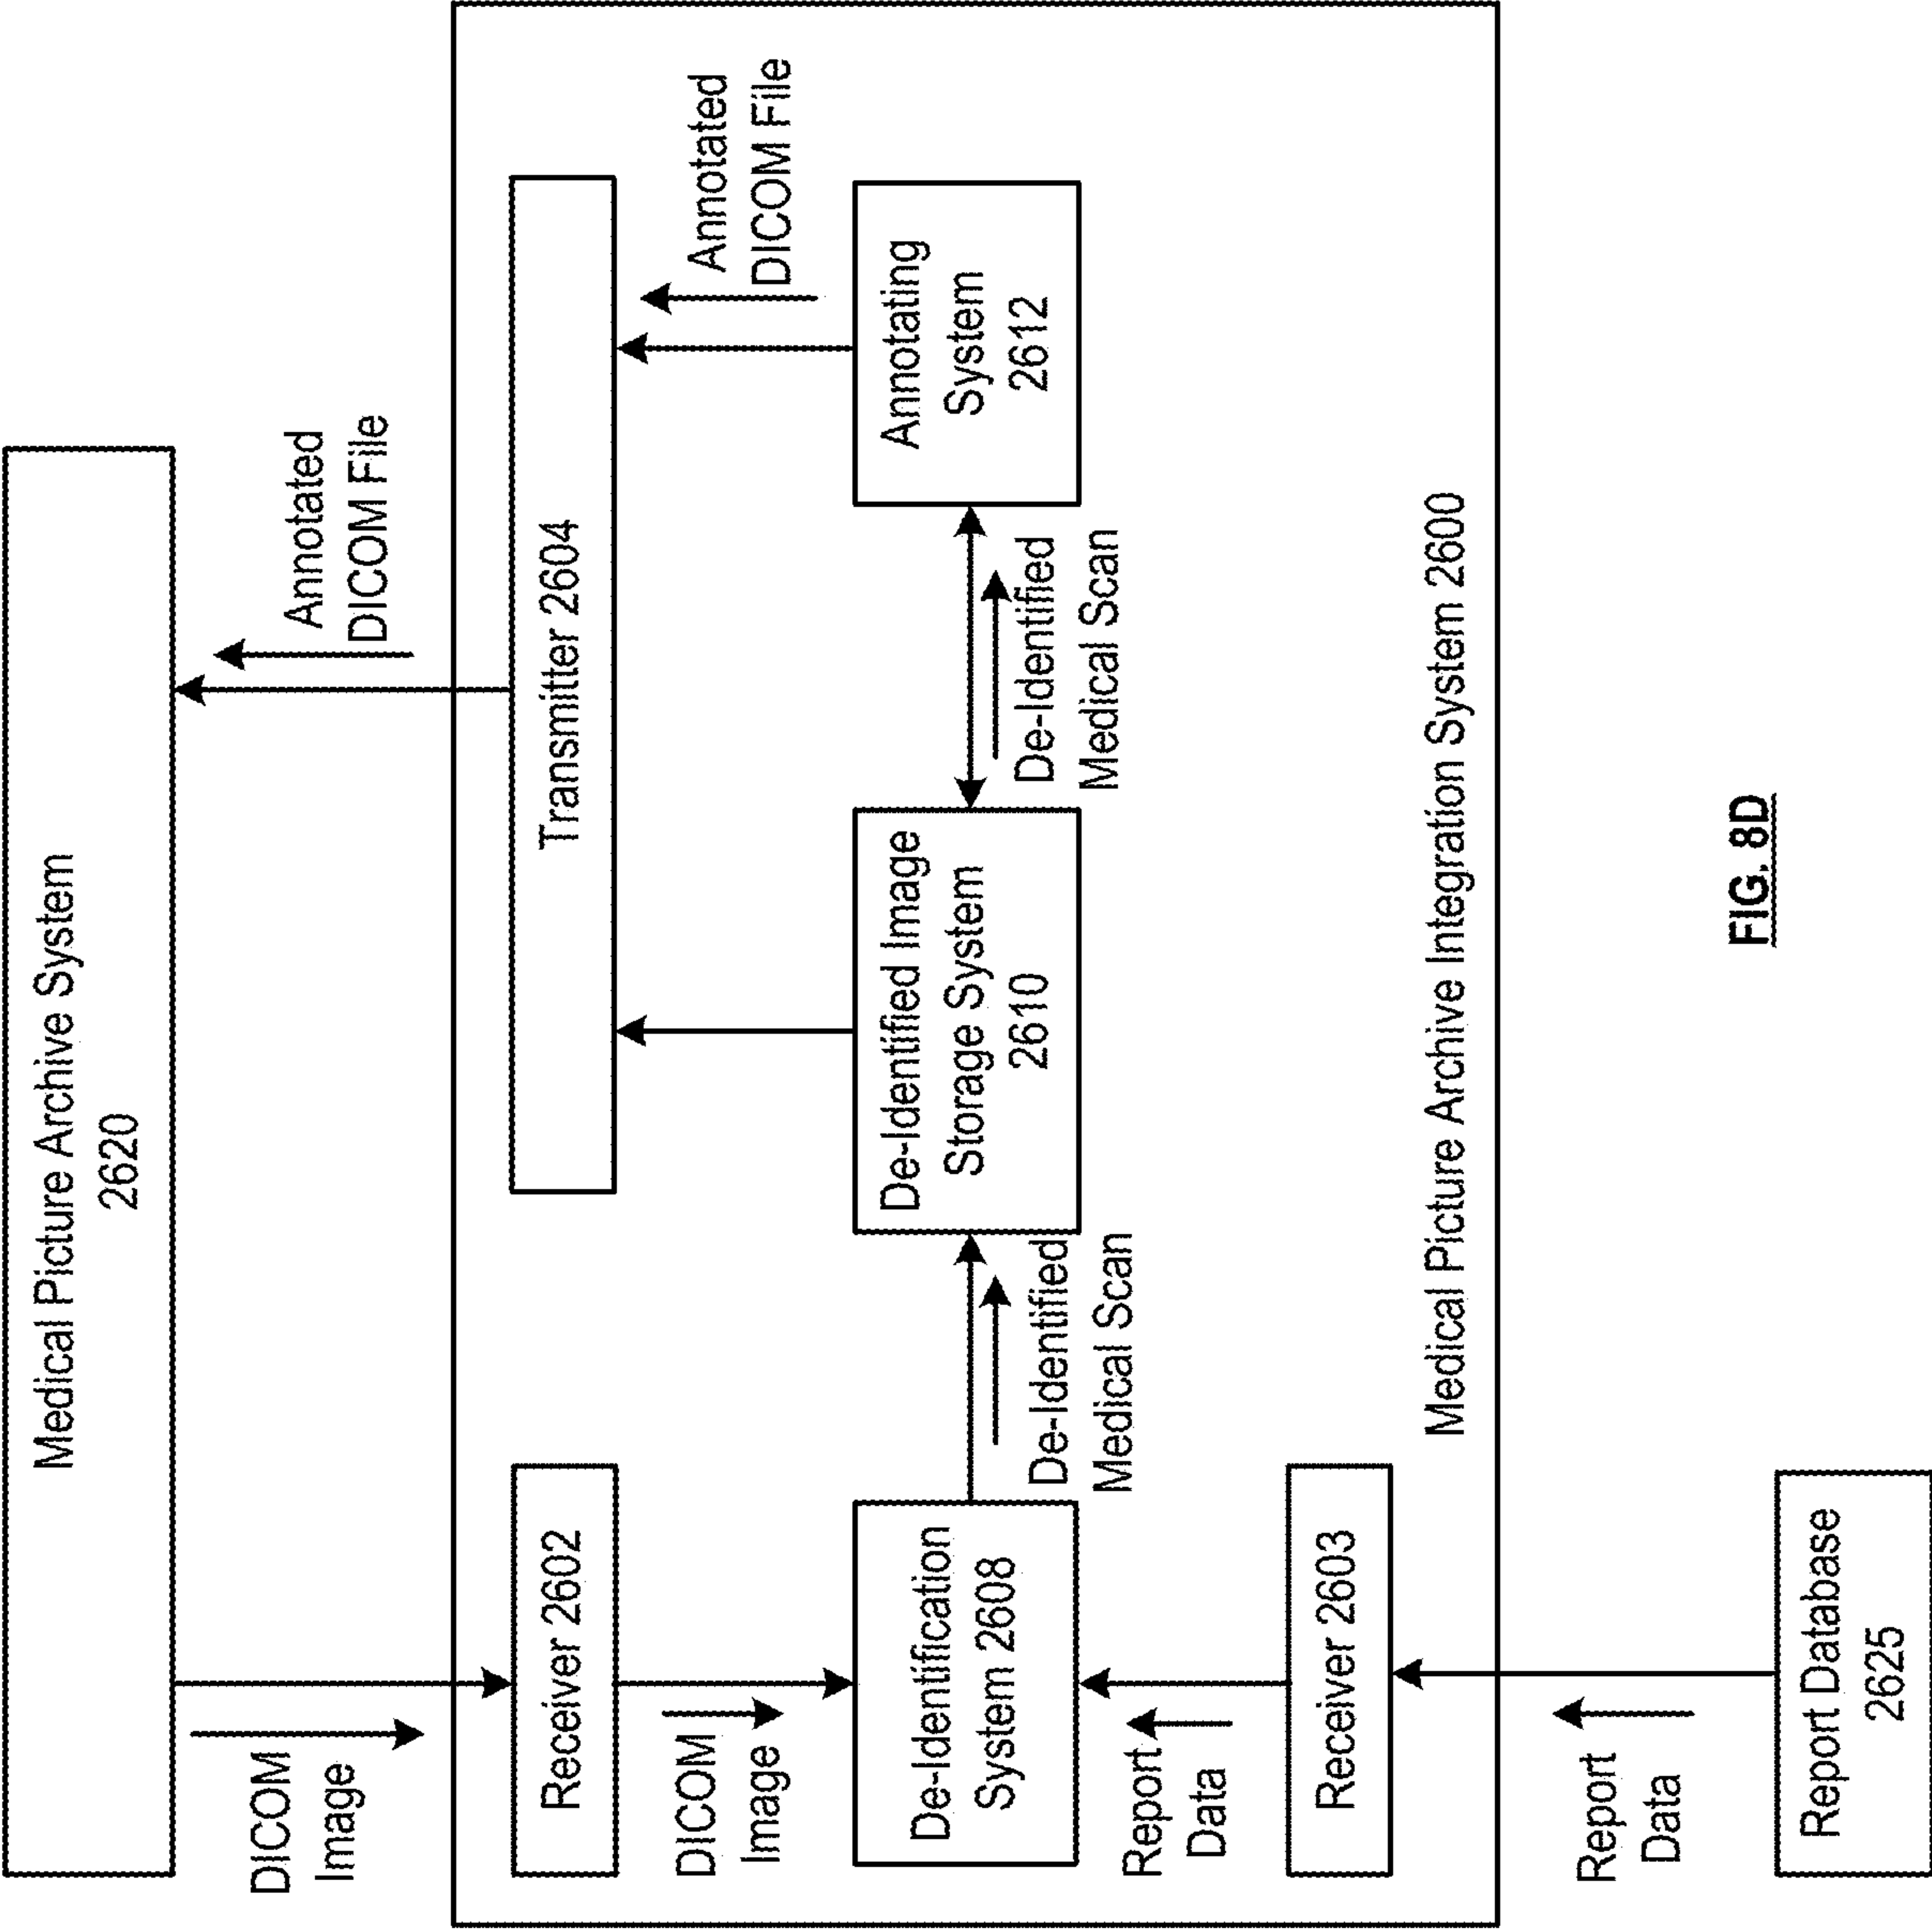 Medical Picture Archive System
2620
DICOM
Image
Annotated
DICOM File
Receiver 2602
Transmitter 2604
DICOM
Image
Annotated
DICOM File
De-Identification
System 2608
De-Identified Image
Storage System
2610
Annotating
System
2612
De-Identified
Medical Scan
De-Identified
Medical Scan
Report
Data
Receiver 2603
Medical Picture Archive Integration System 2600
Report
Data
Report Database
2625
FIG. 8D